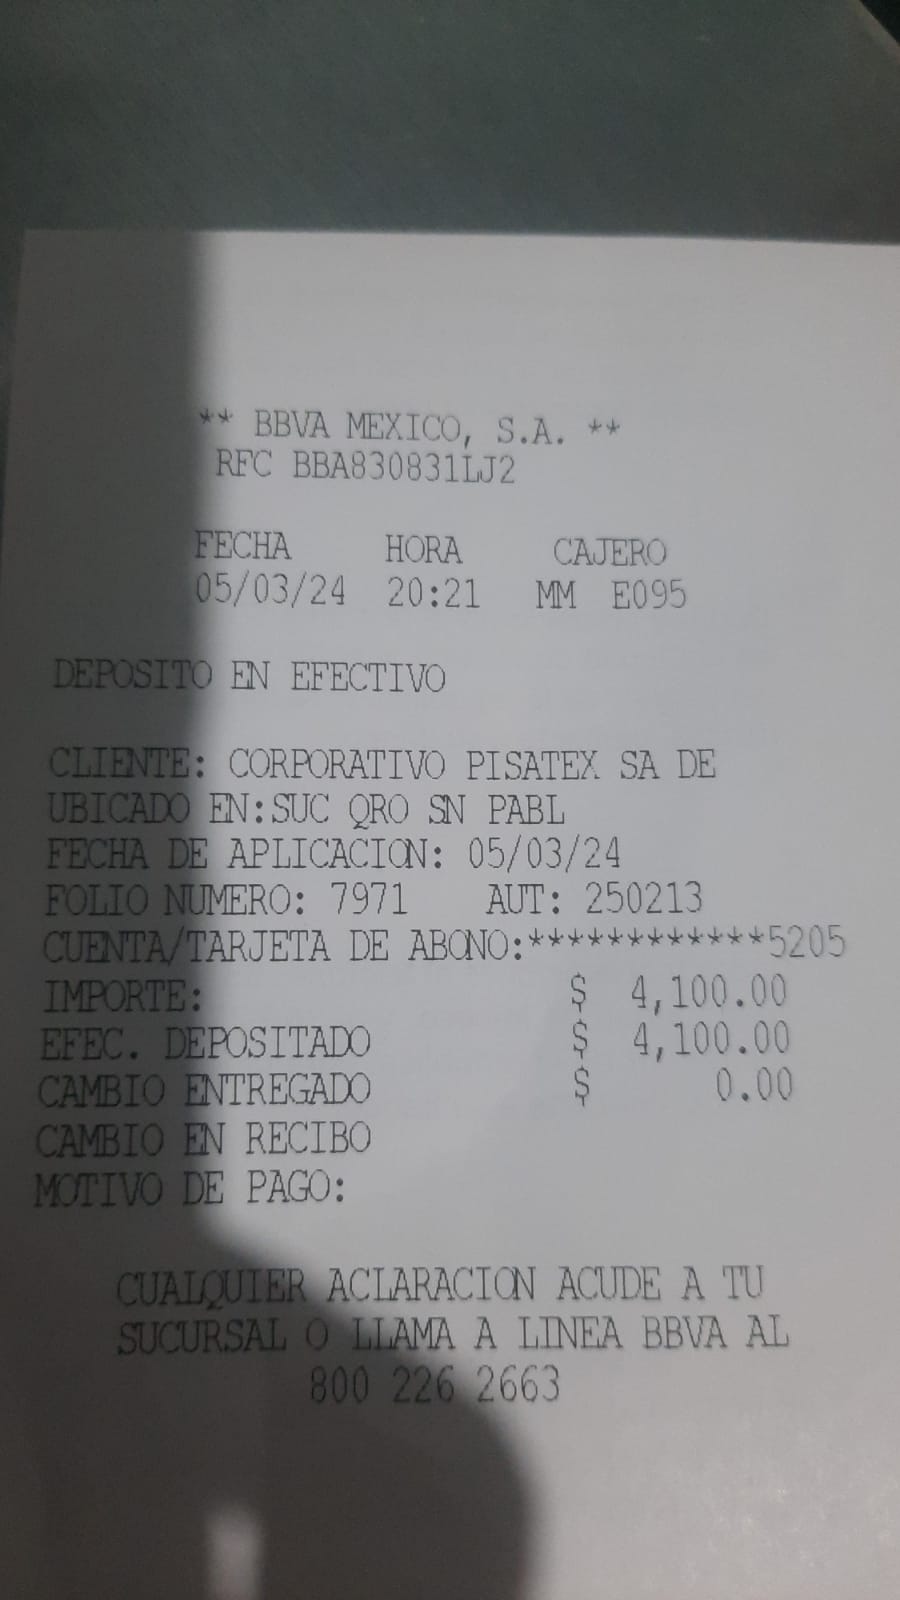 ** BBVA MEXICO, S.A. **
RFC BBA830831LJ2
FECHA HORA CAJERO
05/03/24 20:21 MM E095
DEPOSITO EN EFECTIVO
CLIENTE: CORPORATIVO PISATEX SA DE
UBICADO EN:SUC QRO SN PABL
FECHA DE APLICACION: 05/03/24
FOLIO NUMERO: 7971 AUT: 250213
CUENTA/TARJETA DE ABONO:************5205
IMPORTE: $ 4,100.00
EFEC. DEPOSITADO $ 4,100.00
CAMBIO ENTREGADO $ 0.00
CAMBIO EN RECIBO
MOTIVO DE PAGO:
CUALQUIER ACLARACION ACUDE A TU
SUCURSAL O LLAMA A LINEA BBVA AL
800 226 2663